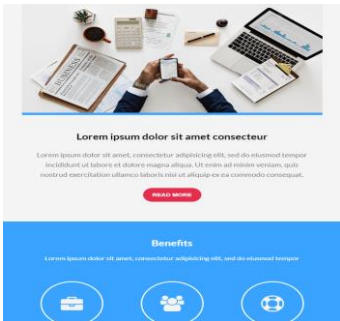 BUSINESS
Lorem ipsum dolor sit amet consecteur
Lorem ipsum dolor sit amet, consectetur adipisicing elit, sed do eiusmod tempor
incididunt ut labore et dolore magna aliqua. Ut enim ad minim veniam, quis
nostrud exercitation ullamco laboris nisi ut aliquip ex ea commodo consequat.
READ MORE
Benefits
Lorem ipsum dolor sit amet, consectetur adipisicing elit, sed do eiusmod tempor